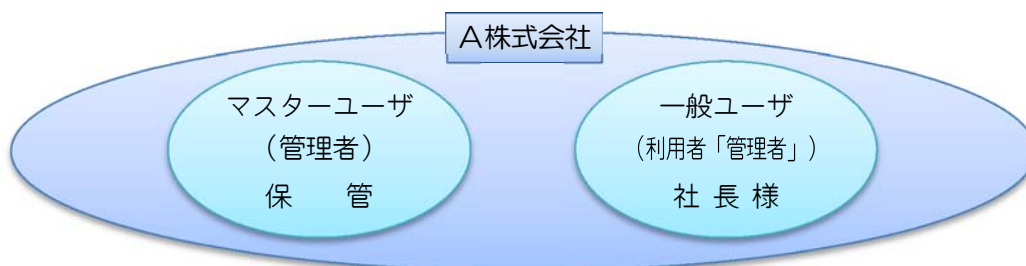 A株式会社
マスターユーザ
（管理者）
保　管
一般ユーザ
（利用者「管理者」）
社 長 様